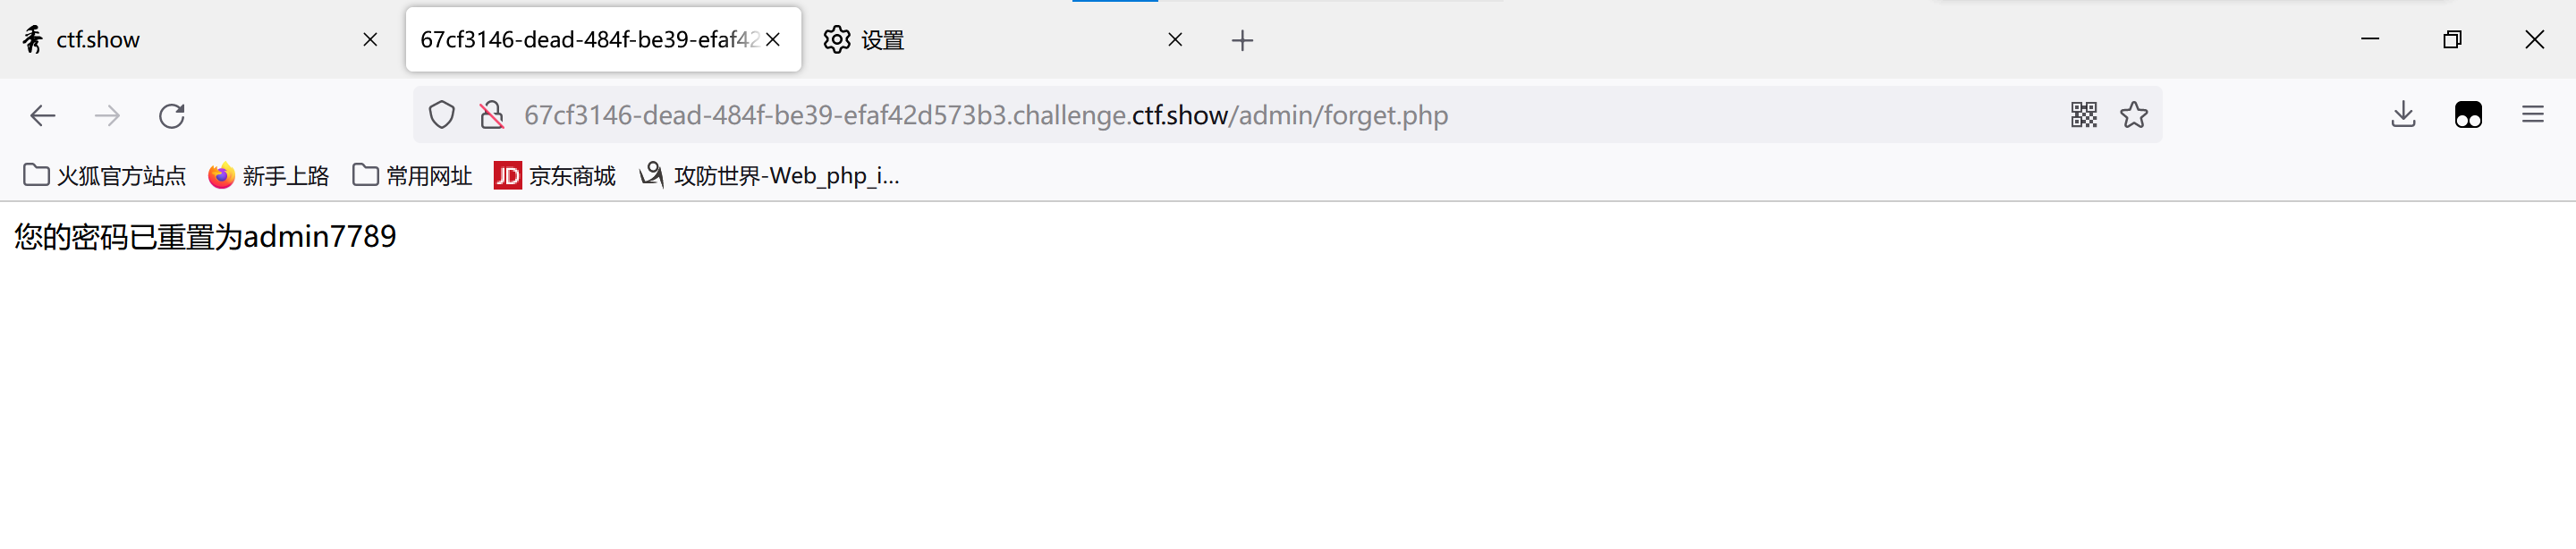 ctf.show
67cf3146-dead-484f-be39-efaf42
设置
67cf3146-dead-484f-be39-efaf42d573b3.challenge.ctf.show/admin/forget.php
火狐官方站点 新手上路 常用网址 JD 京东商城 攻防世界-Web_php_i...
您的密码已重置为admin7789